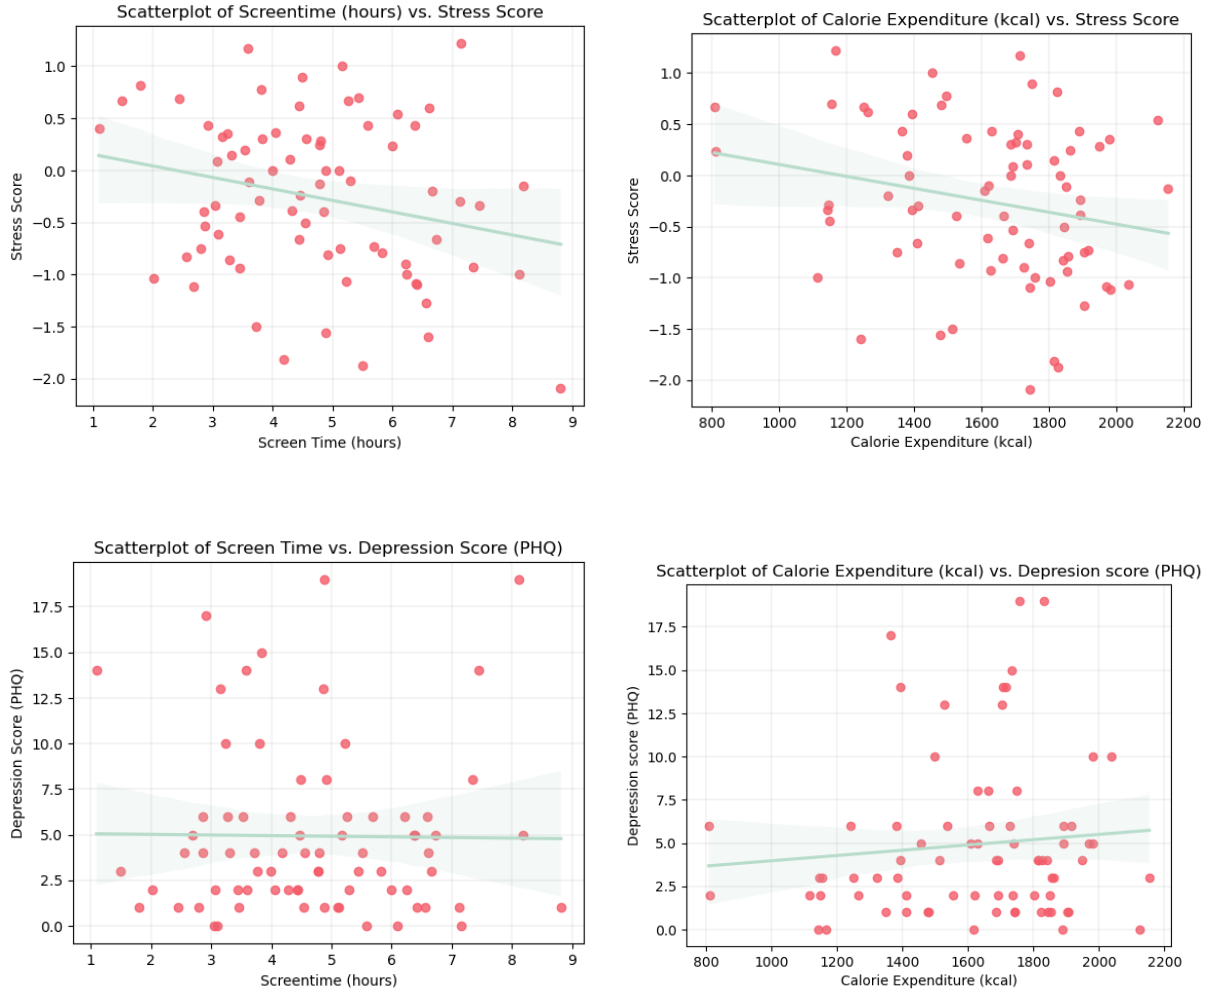 Scatterplot of Screentime (hours) vs. Stress Score
1.0
0.5
0.0
−0.5
−1.0
−1.5
−2.0
Stress Score
1 2 3 4 5 6 7 8 9
Screen Time (hours)
Scatterplot of Calorie Expenditure (kcal) vs. Stress Score
1.0
0.5
0.0
−0.5
−1.0
−1.5
−2.0
Stress Score
800 1000 1200 1400 1600 1800 2000 2200
Calorie Expenditure (kcal)
Scatterplot of Screen Time vs. Depression Score (PHQ)
17.5
15.0
12.5
10.0
7.5
5.0
2.5
0.0
Depression Score (PHQ)
1 2 3 4 5 6 7 8 9
Screentime (hours)
Scatterplot of Calorie Expenditure (kcal) vs. Depresion score (PHQ)
17.5
15.0
12.5
10.0
7.5
5.0
2.5
0.0
Depression score (PHQ)
800 1000 1200 1400 1600 1800 2000 2200
Calorie Expenditure (kcal)